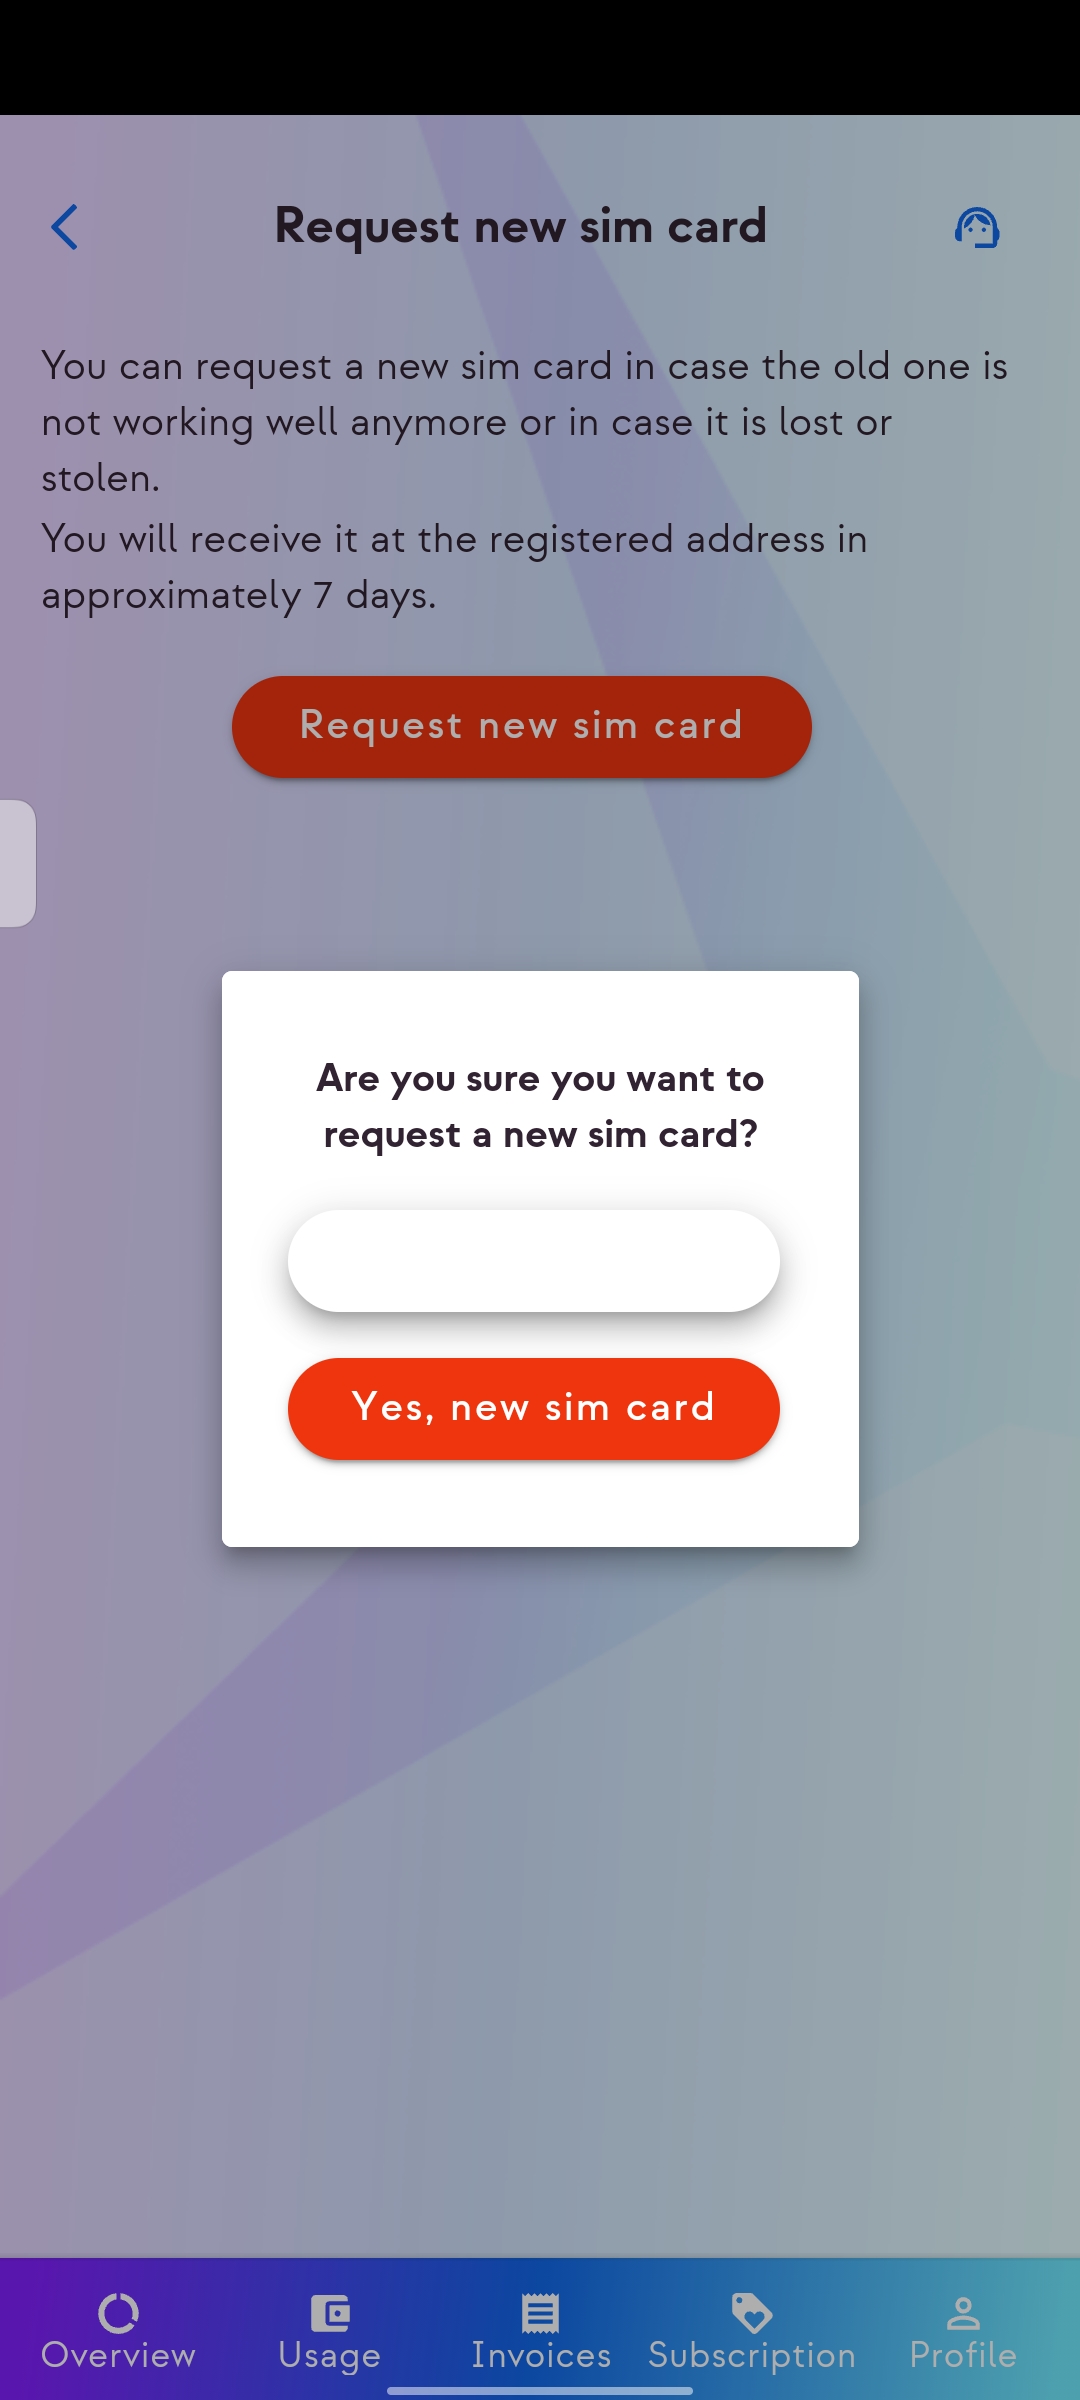 Request new sim card
You can request a new sim card in case the old one is
not working well anymore or in case it is lost or
stolen.
You will receive it at the registered address in
approximately 7 days.
Request new sim card
Are you sure you want to
request a new sim card?
Yes, new sim card
Overview
Usage
Invoices
Subscription
Profile